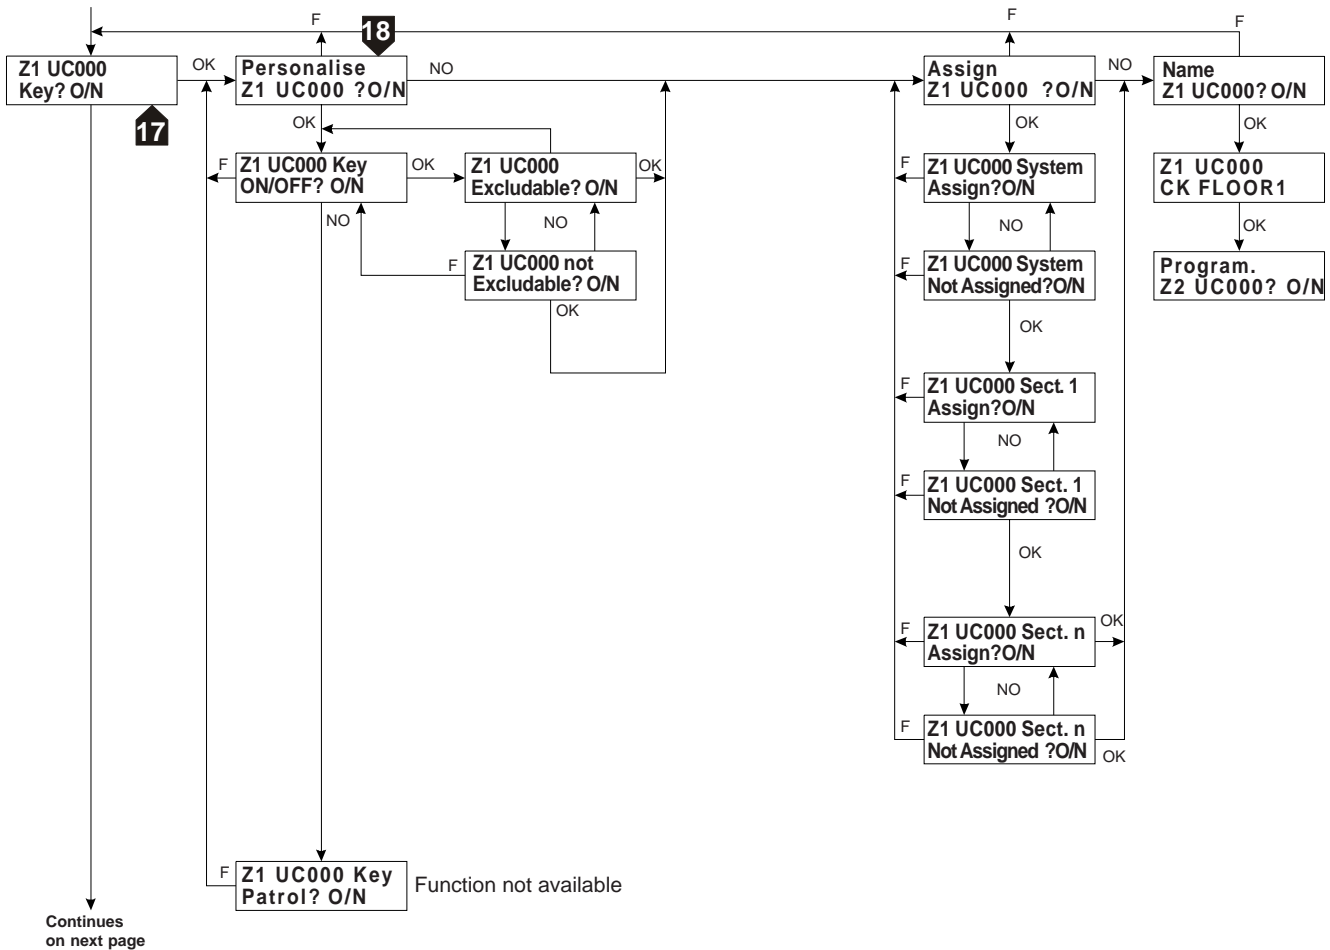 F
18
F
F
Z1 UC000
Key? O/N
OK
Personalise
Z1 UC000 ?O/N
NO
Assign
Z1 UC000 ?O/N
NO
Name
Z1 UC000? O/N
17
OK
OK
OK
F
Z1 UC000 Key
ON/OFF? O/N
OK
Z1 UC000
Excludable? O/N
OK
F
Z1 UC000 System
Assign?O/N
Z1 UC000
CK FLOOR1
NO
NO
NO
OK
F
Z1 UC000 not
Excludable? O/N
F
Z1 UC000 System
Not Assigned?O/N
Program.
Z2 UC000? O/N
OK
OK
F
Z1 UC000 Sect. 1
Assign?O/N
NO
F
Z1 UC000 Sect. 1
Not Assigned ?O/N
OK
F
Z1 UC000 Sect. n
Assign?O/N
OK
NO
F
Z1 UC000 Sect. n
Not Assigned ?O/N
OK
F
Z1 UC000 Key
Patrol? O/N
Function not available
Continues
on next page